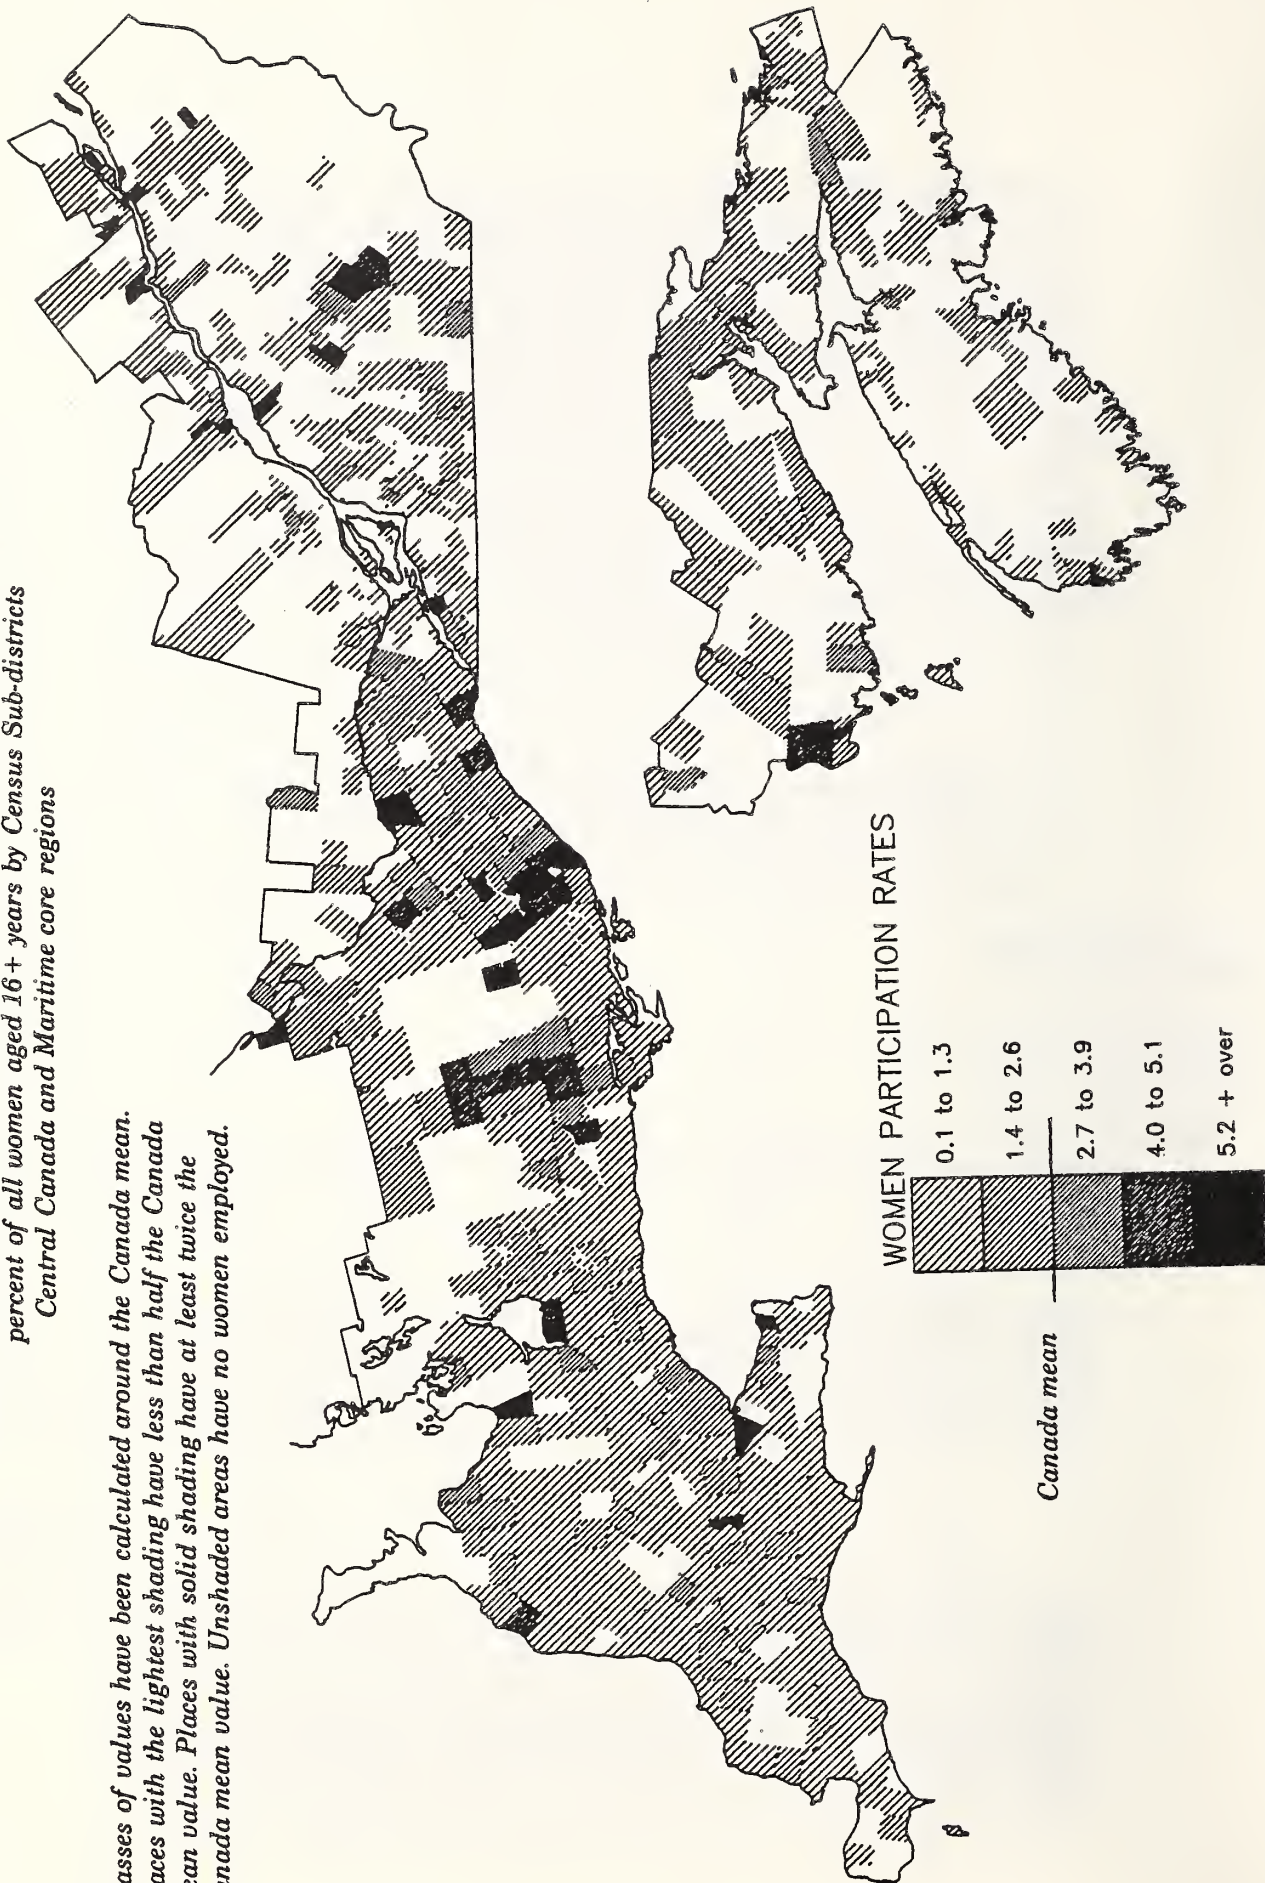 percent of all women aged 16+ years by Census Sub-districts
Central Canada and Maritime core regions
asses of values have been calculated around the Canada mean.
aces with the lightest shading have less than half the Canada
ean value. Places with solid shading have at least twice the
nada mean value. Unshaded areas have no women employed.
WOMEN PARTICIPATION RATES
0.1 to 1.3
1.4 to 2.6
Canada mean
2.7 to 3.9
4.0 to 5.1
5.2 + over